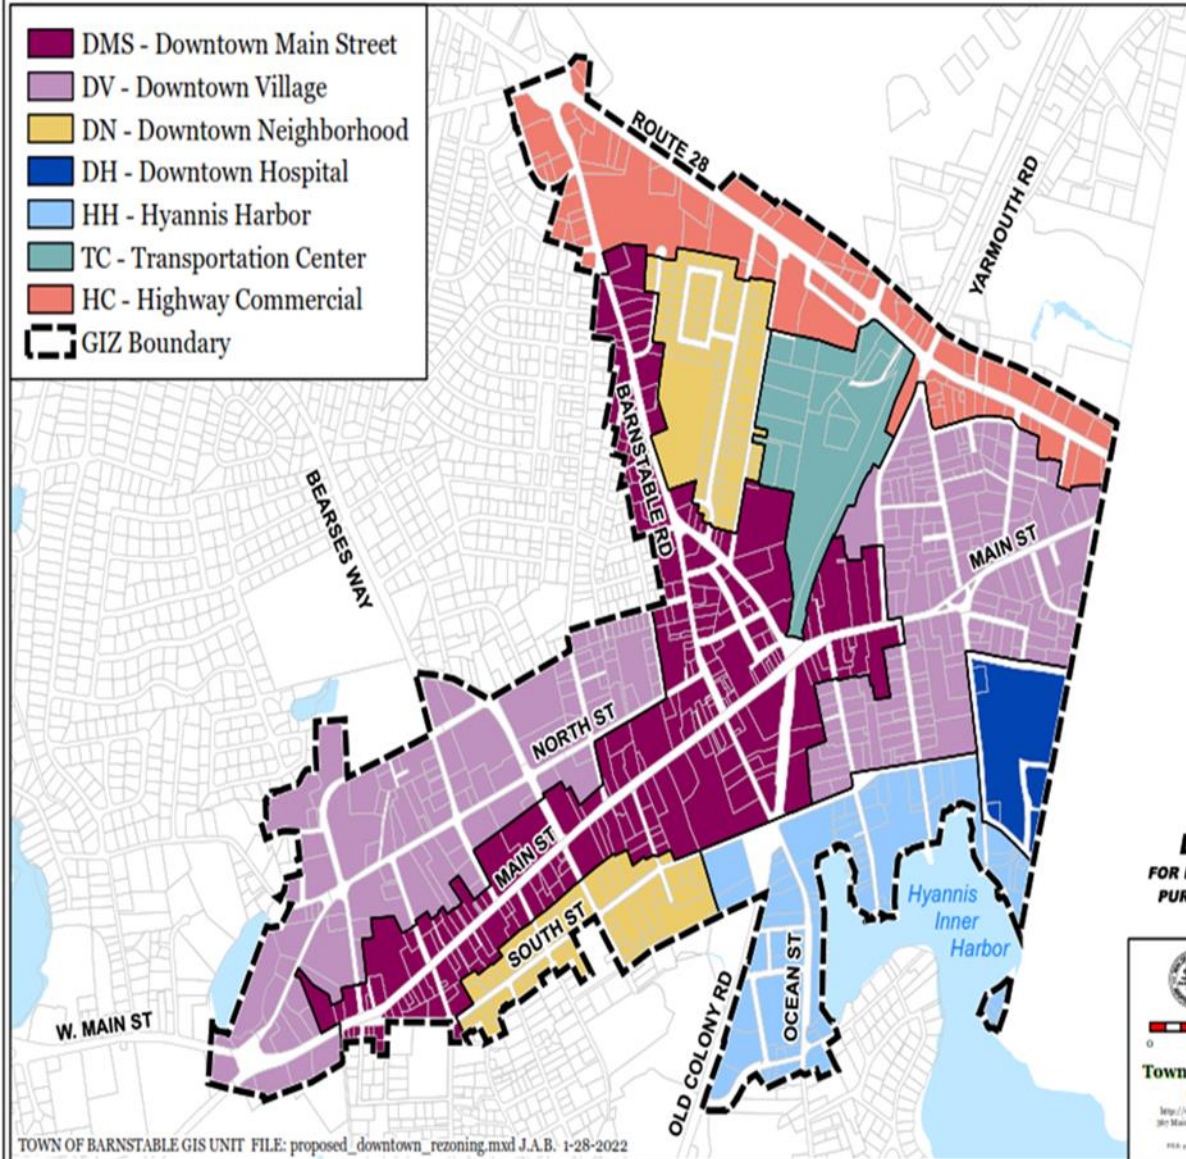 DMS - Downtown Main Street
DV - Downtown Village
DN - Downtown Neighborhood
DH - Downtown Hospital
HH - Hyannis Harbor
TC - Transportation Center
HC - Highway Commercial
GIZ Boundary
ROUTE 28
YARMOUTH RD
BARNSTABLE RD
BEARSES WAY
MAIN ST
NORTH ST
MAIN ST
SOUTH ST
Hyannis
Inner
Harbor
W. MAIN ST
OCEAN ST
OLD COLONY RD
FOR
PUR
0
Town
TOWN OF BARNSTABLE GIS UNIT FILE: proposed_downtown_rezoning.mxd J.A.B. 1-28-2022